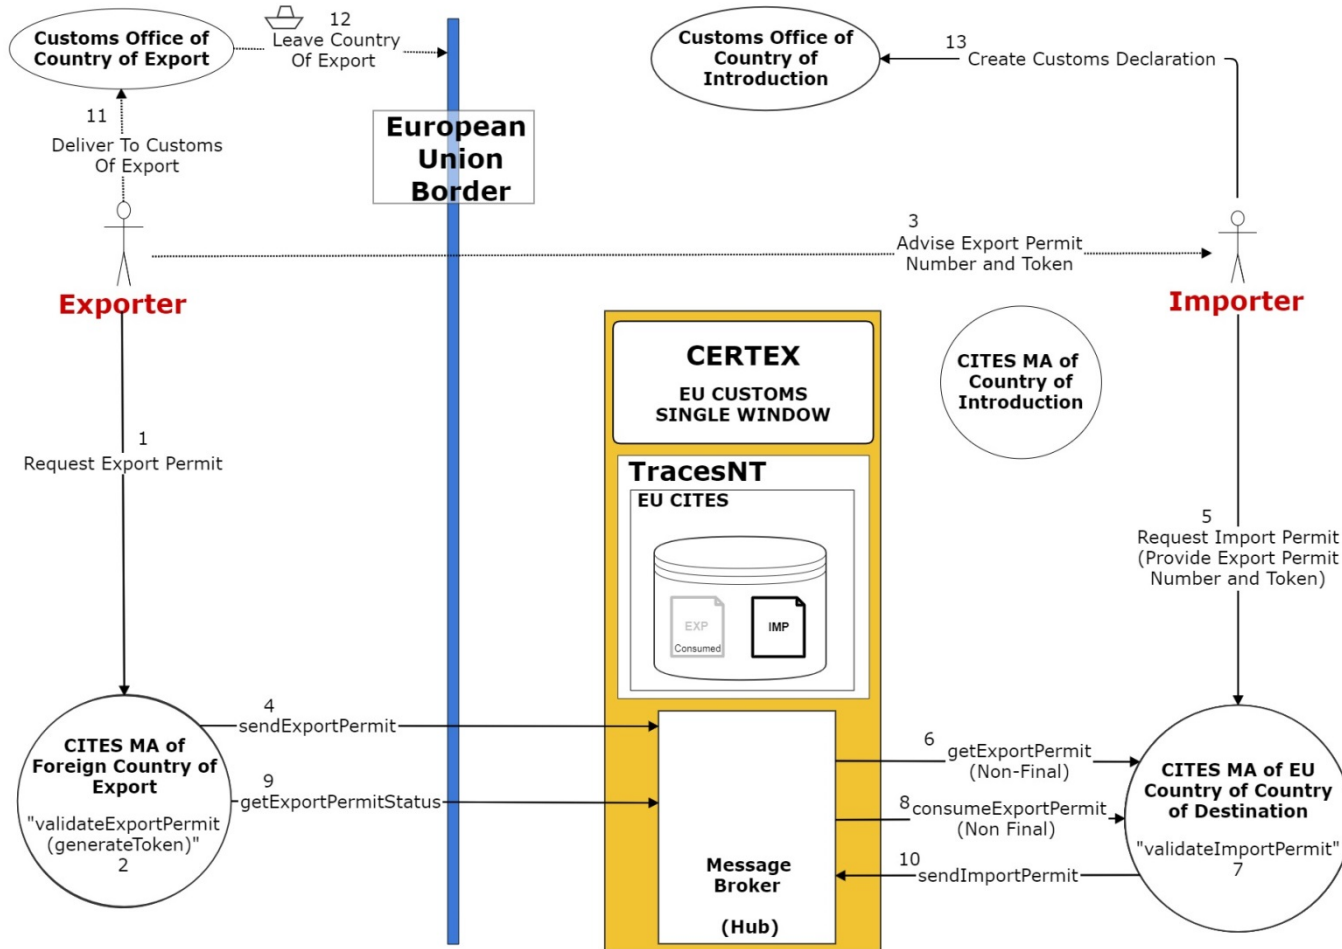 Customs Office of
Country of Export
12
Leave Country
Of Export
Customs Office of
Country of
Introduction
13
Create Customs Declaration
11
Deliver To Customs
Of Export
European
Union
Border
3
Advise Export Permit
Number and Token
Exporter
Importer
CERTEX
EU CUSTOMS
SINGLE WINDOW
CITES MA of
Country of
Introduction
1
Request Export Permit
TracesNT
EU CITES
EXP
Consumed
IMP
5
Request Import Permit
(Provide Export Permit
Number and Token)
4
sendExportPermit
9
getExportPermitStatus
CITES MA of
Foreign Country of
Export
"validateExportPermit
(generateToken)"
2
6
getExportPermit
(Non-Final)
8
consumeExportPermit
(Non Final)
10
sendImportPermit
Message
Broker
(Hub)
CITES MA of EU
Country of Country
of Destination
"validateImportPermit"
7